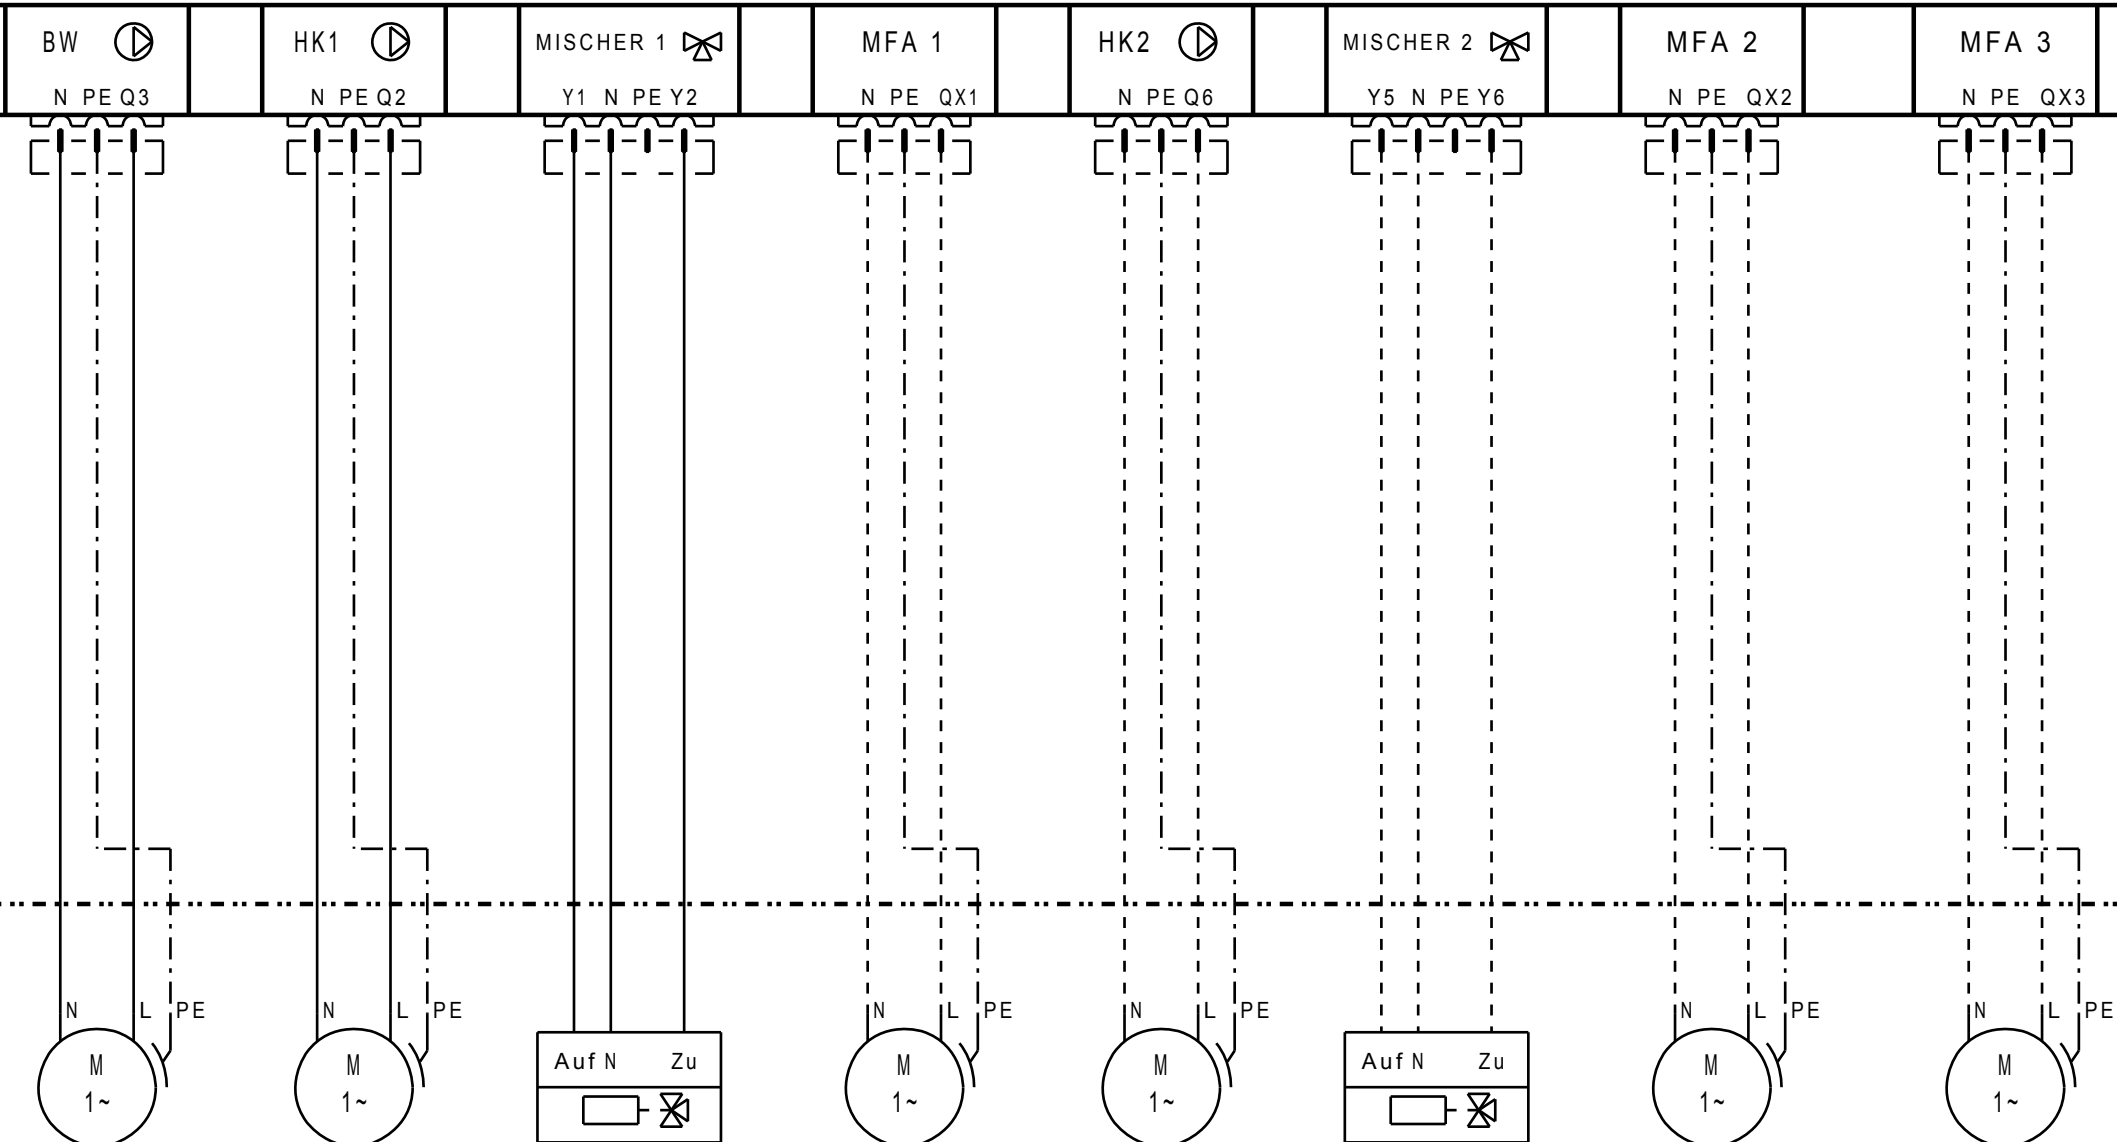 BW HK1 MISCHER 1 MFA 1 HK2 MISCHER 2 MFA 2 MFA 3
N PE Q3 N PE Q2 Y1 N PE Y2 N PE QX1 N PE Q6 Y5 N PE Y6 N PE QX2 N PE QX3
N L PE N L PE N L PE N L PE N L PE N L PE
M M Auf N Zu M M Auf N Zu M M
1~ 1~ 1~ 1~ 1~ 1~